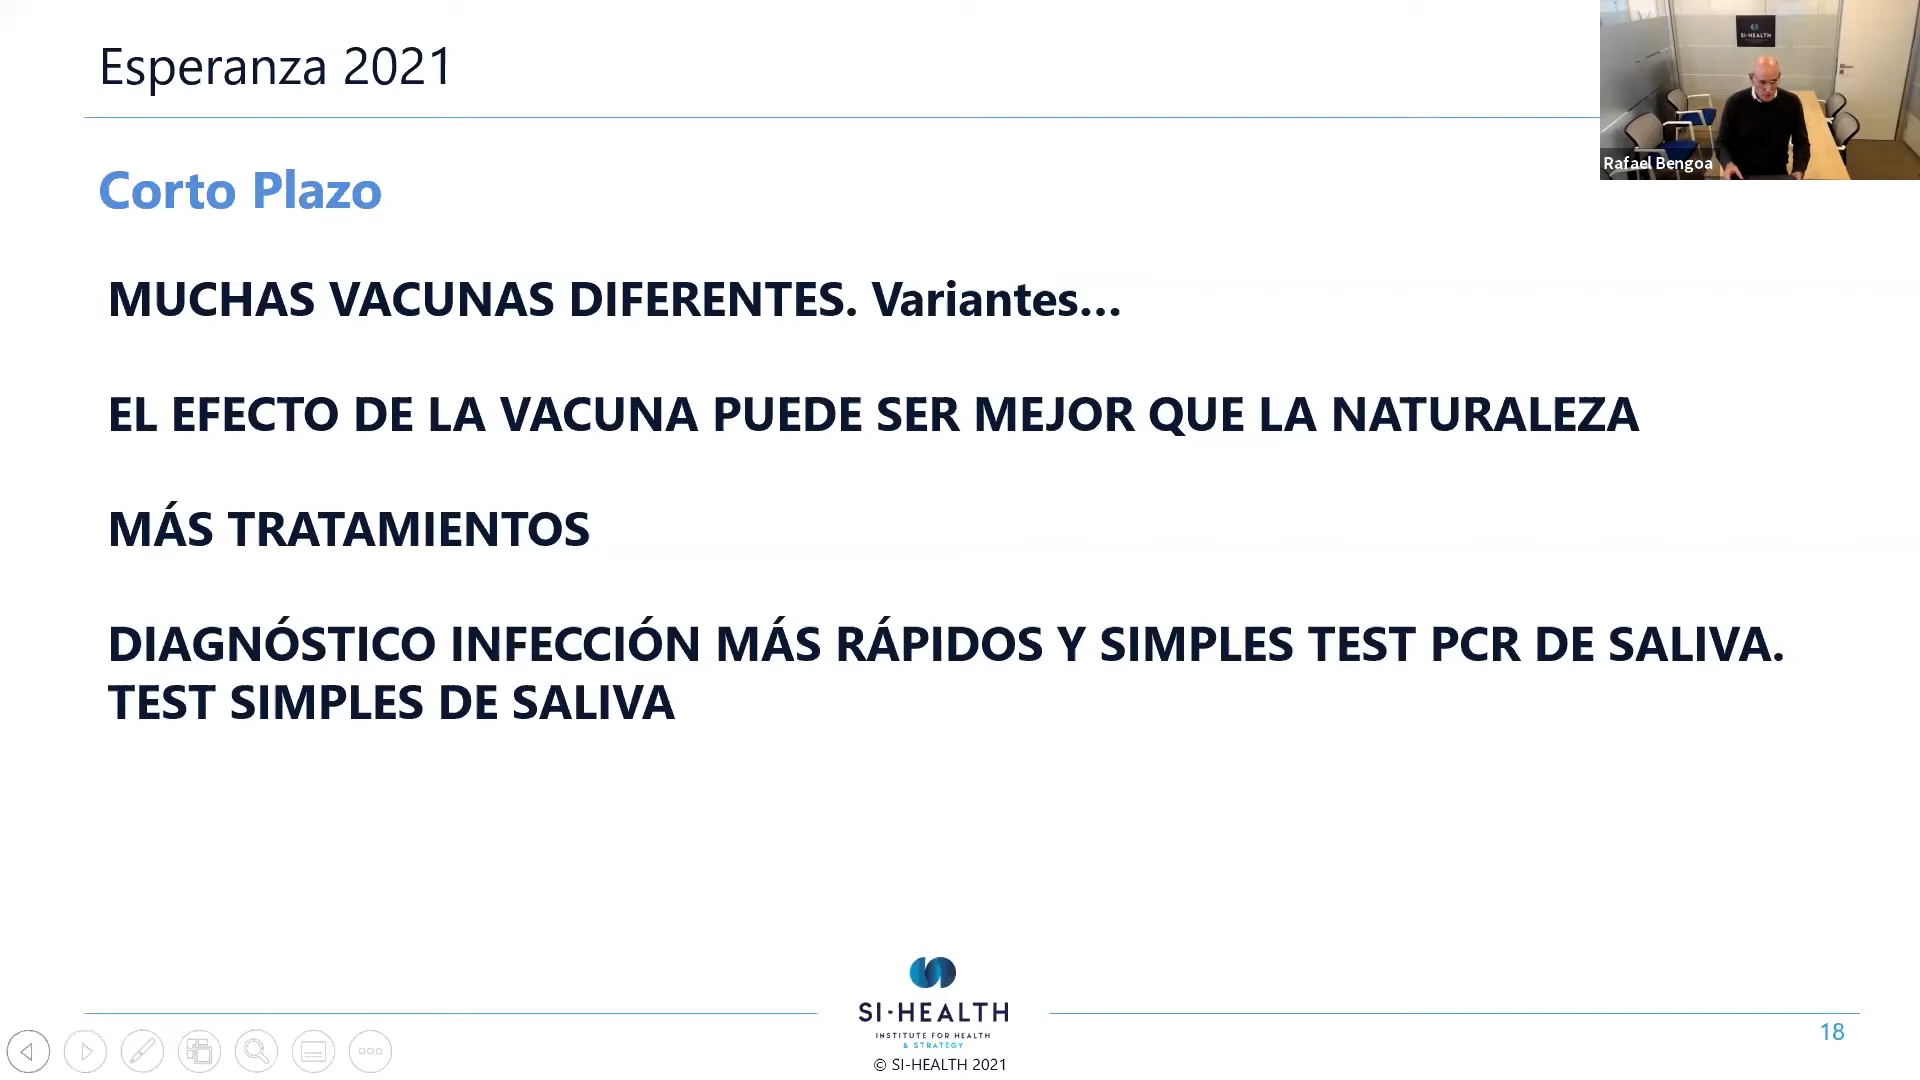 Esperanza 2021
SI-HEALTH
Rafael Bengoa
Corto Plazo
MUCHAS VACUNAS DIFERENTES. Variantes...
EL EFECTO DE LA VACUNA PUEDE SER MEJOR QUE LA NATURALEZA
MÁS TRATAMIENTOS
DIAGNÓSTICO INFECCIÓN MÁS RÁPIDOS Y SIMPLES TEST PCR DE SALIVA.
TEST SIMPLES DE SALIVA
SI-HEALTH
INSTITUTE FOR HEALTH
& STRATEGY
© SI-HEALTH 2021
18